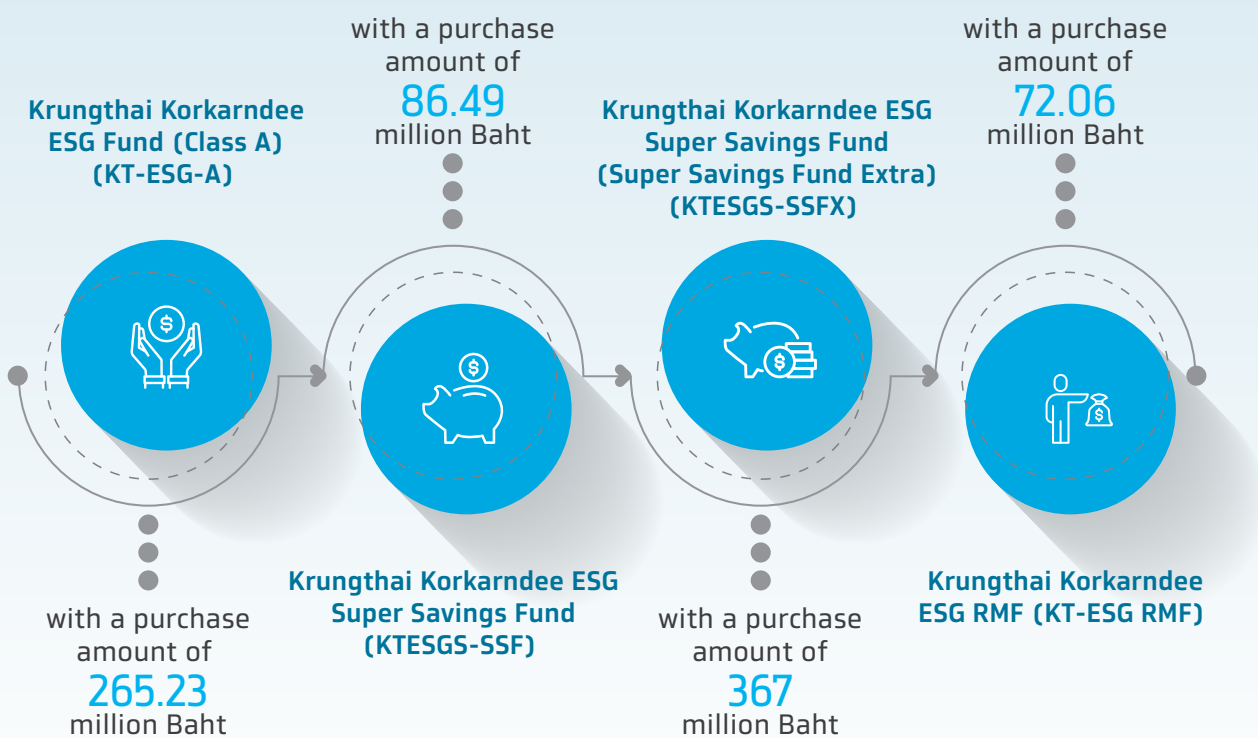 Krungthai Korkarndee
ESG Fund (Class A)
(KT-ESG-A)
$
with a purchase
amount of
265.23
million Baht
with a purchase
amount of
86.49
million Baht
$
Krungthai Korkarndee ESG
Super Savings Fund
(KTESGS-SSF)
Krungthai Korkarndee ESG
Super Savings Fund
(Super Savings Fund Extra)
(KTESGS-SSFX)
$
with a purchase
amount of
367
million Baht
with a purchase
amount of
72.06
million Baht
$
Krungthai Korkarndee
ESG RMF (KT-ESG RMF)